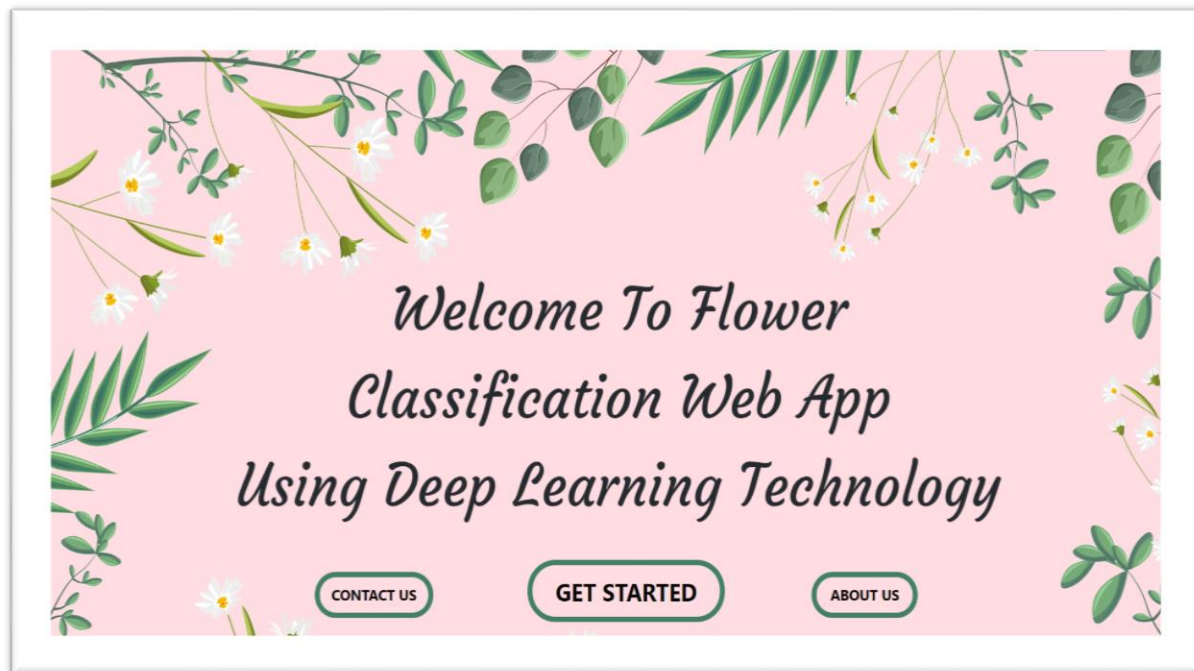 Welcome To Flower
Classification Web App
Using Deep Learning Technology
CONTACT US
GET STARTED
ABOUT US